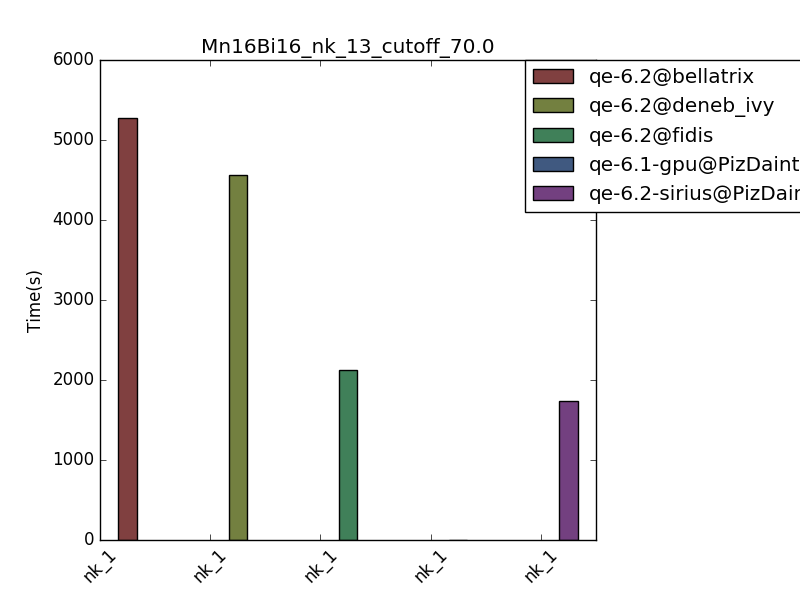 Mn16Bi16_nk_13_cutoff_70.0
6000
5000
4000
3000
2000
1000
0
Time(s)
qe-6.2@bellatrix
qe-6.2@deneb_ivy
qe-6.2@fidis
qe-6.1-gpu@PizDaint
qe-6.2-sirius@PizDain
nk_1
nk_1
nk_1
nk_1
nk_1